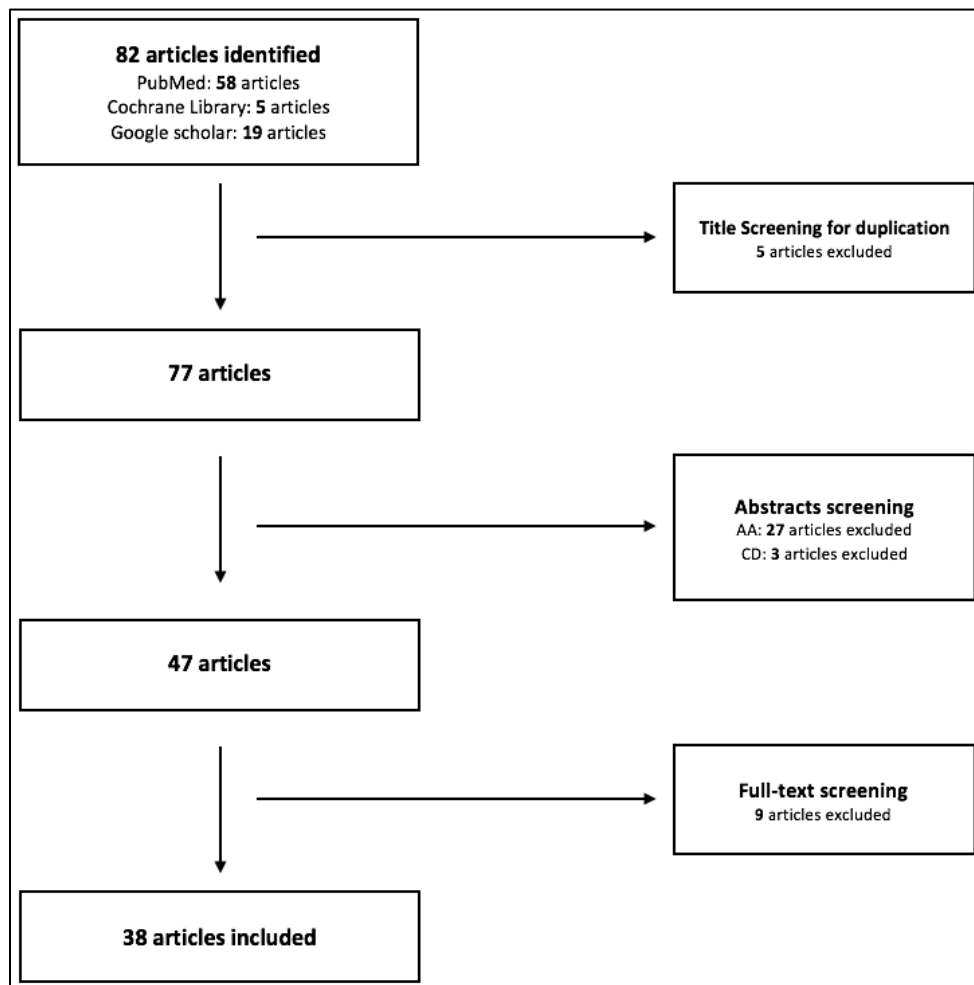 82 articles identified
PubMed: 58 articles
Cochrane Library: 5 articles
Google scholar: 19 articles
Title Screening for duplication
5 articles excluded
77 articles
Abstracts screening
AA: 27 articles excluded
CD: 3 articles excluded
47 articles
Full-text screening
9 articles excluded
38 articles included